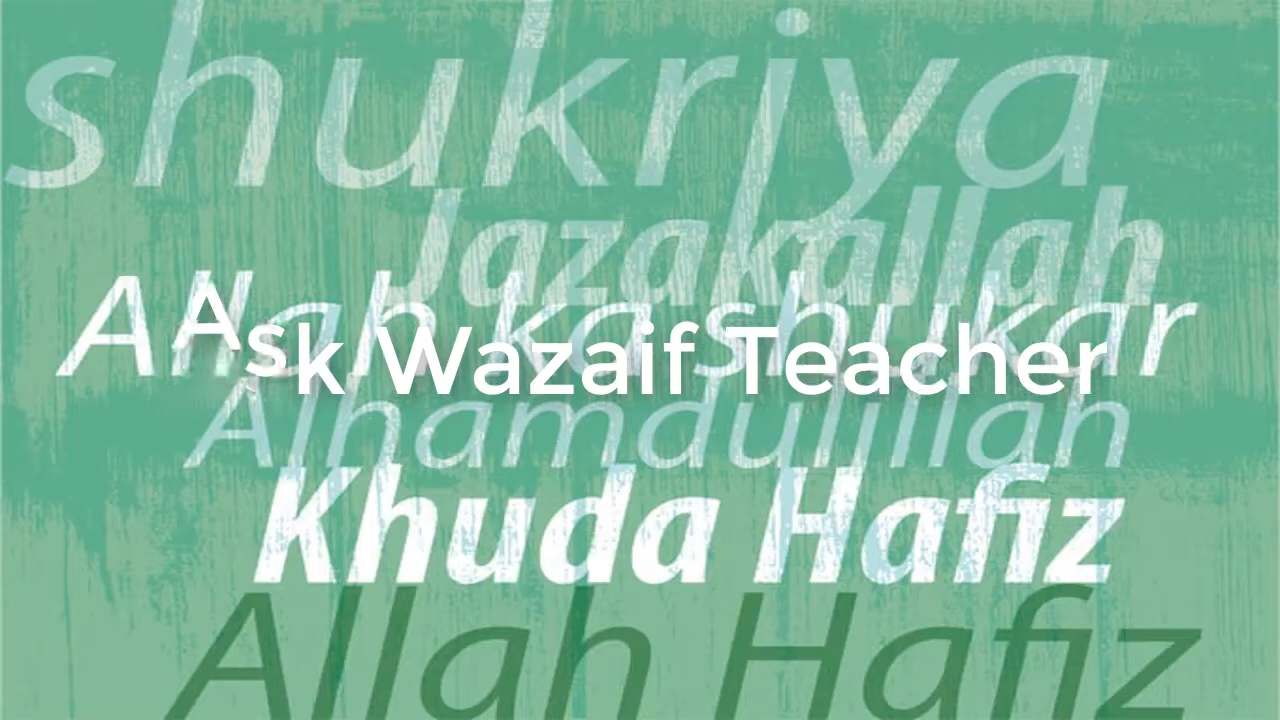 shukriya
Jazakallah
Allah ka shukar
Ask Wazaif Teacher
Alhamdulillah
Khuda Hafiz
Allah Hafiz